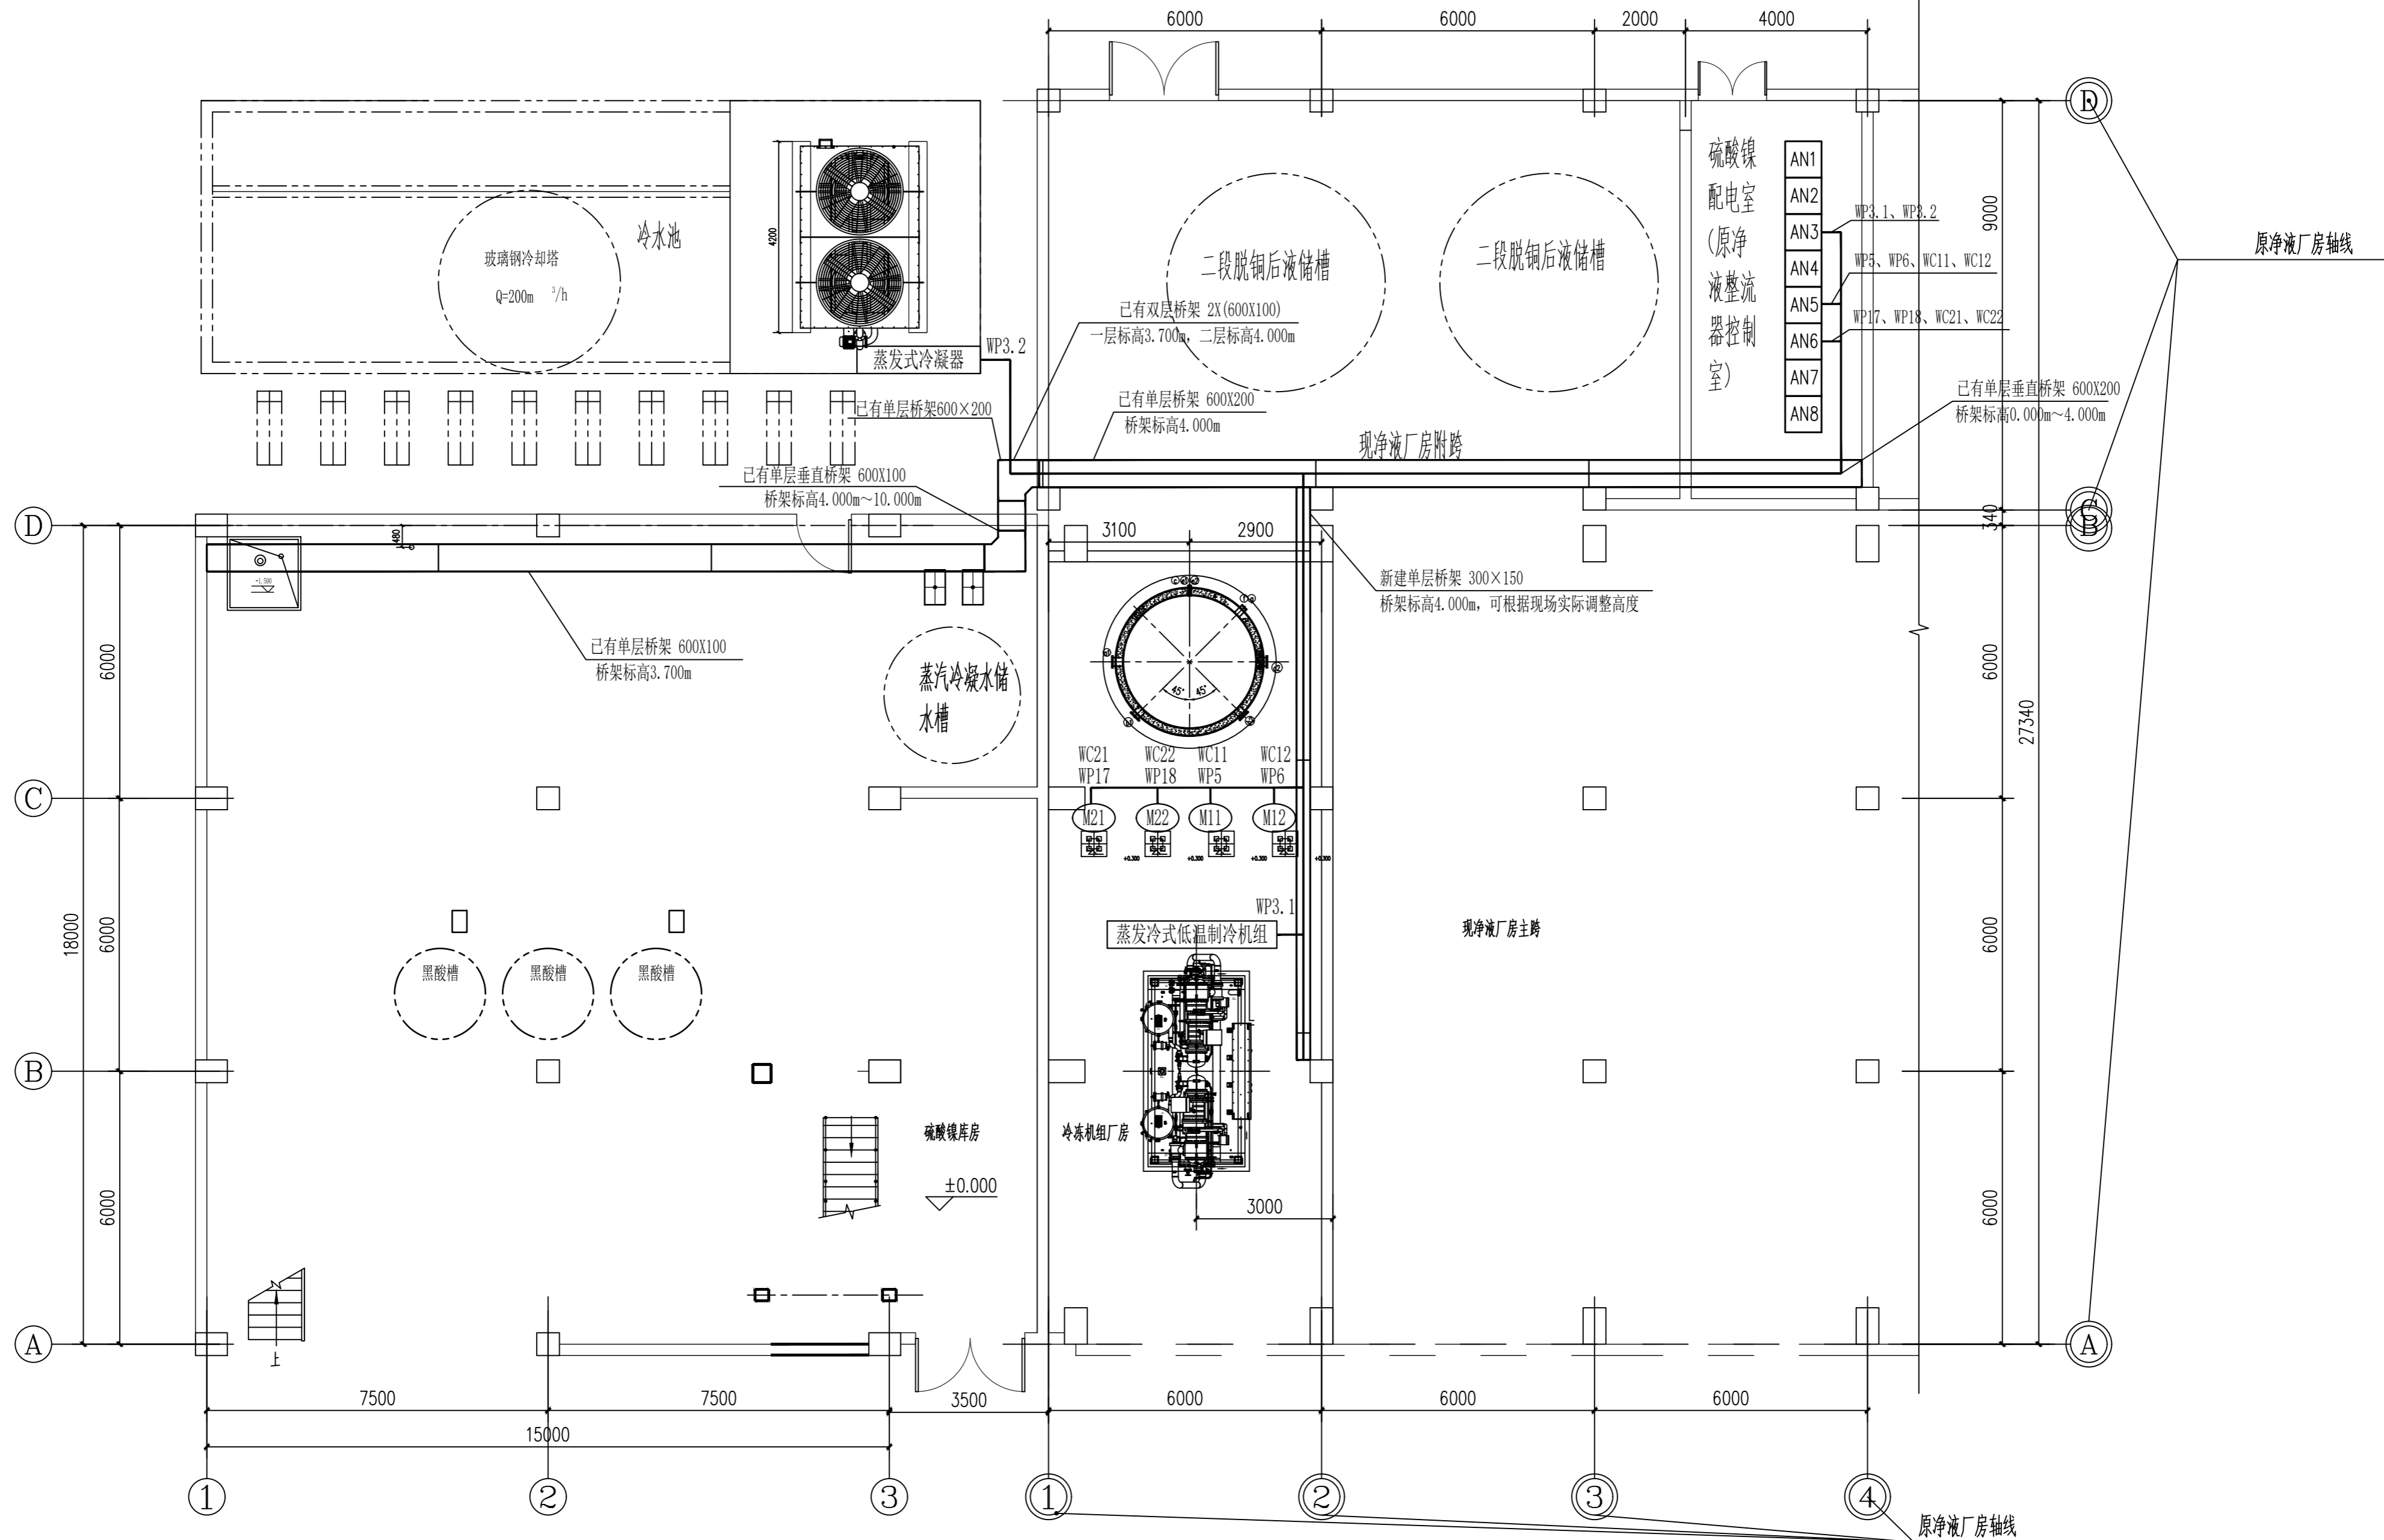 6000
6000
2000
4000
D
原净液厂房轴线
9000
硫酸镍
配电室
(原净
液整流
器控制
室)
AN1
AN2
AN3
AN4
AN5
AN6
AN7
AN8
WP3.1、WP3.2
WP5、WP6、WC11、WC12
WP17、WP18、WC21、WC22
4200
冷水池
玻璃钢冷却塔
Q=200m 3/h
二段脱铜后液储槽
二段脱铜后液储槽
已有双层桥架 2X(600X100)
一层标高3.700m, 二层标高4.000m
蒸发式冷凝器
WP3.2
已有单层桥架600×200
已有单层桥架 600X200
桥架标高4.000m
已有单层垂直桥架 600X200
桥架标高0.000m~4.000m
现净液厂房附跨
已有单层垂直桥架 600X100
桥架标高4.000m~10.000m
C
340
B
D
480
3100
2900
-1.500
新建单层桥架 300×150
桥架标高4.000m, 可根据现场实际调整高度
已有单层桥架 600X100
桥架标高3.700m
6000
6000
蒸汽冷凝水储
水槽
45°
45°
27340
WC21
WP17
WC22
WP18
WC11
WP5
WC12
WP6
C
M21
M22
M11
M12
+0.300
+0.300
+0.300
+0.300
18000
6000
6000
WP3.1
蒸发冷式低温制冷机组
现净液厂房主跨
黑酸槽
黑酸槽
黑酸槽
B
硫酸镍库房
冷冻机组厂房
±0.000
6000
3000
6000
A
上
A
7500
7500
3500
6000
6000
6000
15000
1
2
3
1
2
3
4
原净液厂房轴线